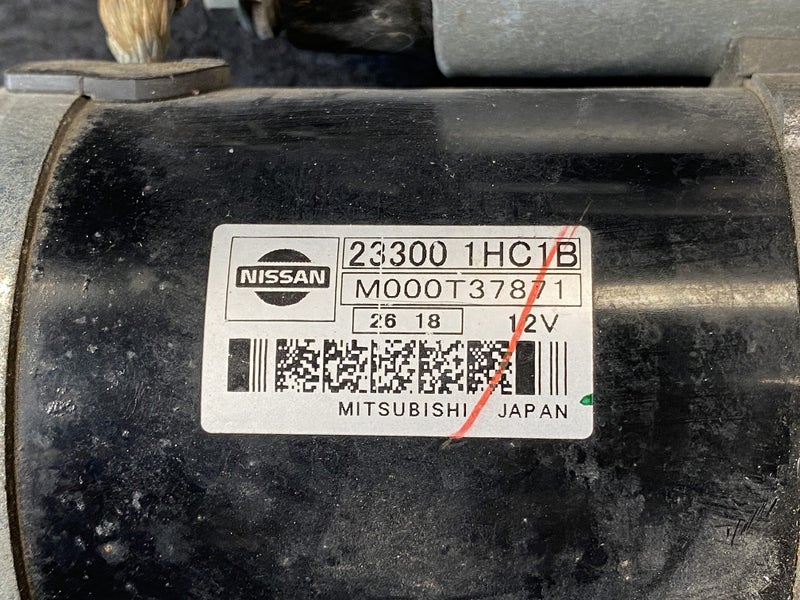 NISSAN
23300 1HC1B
M000T37871
26 18
12V
MITSUBISHI JAPAN